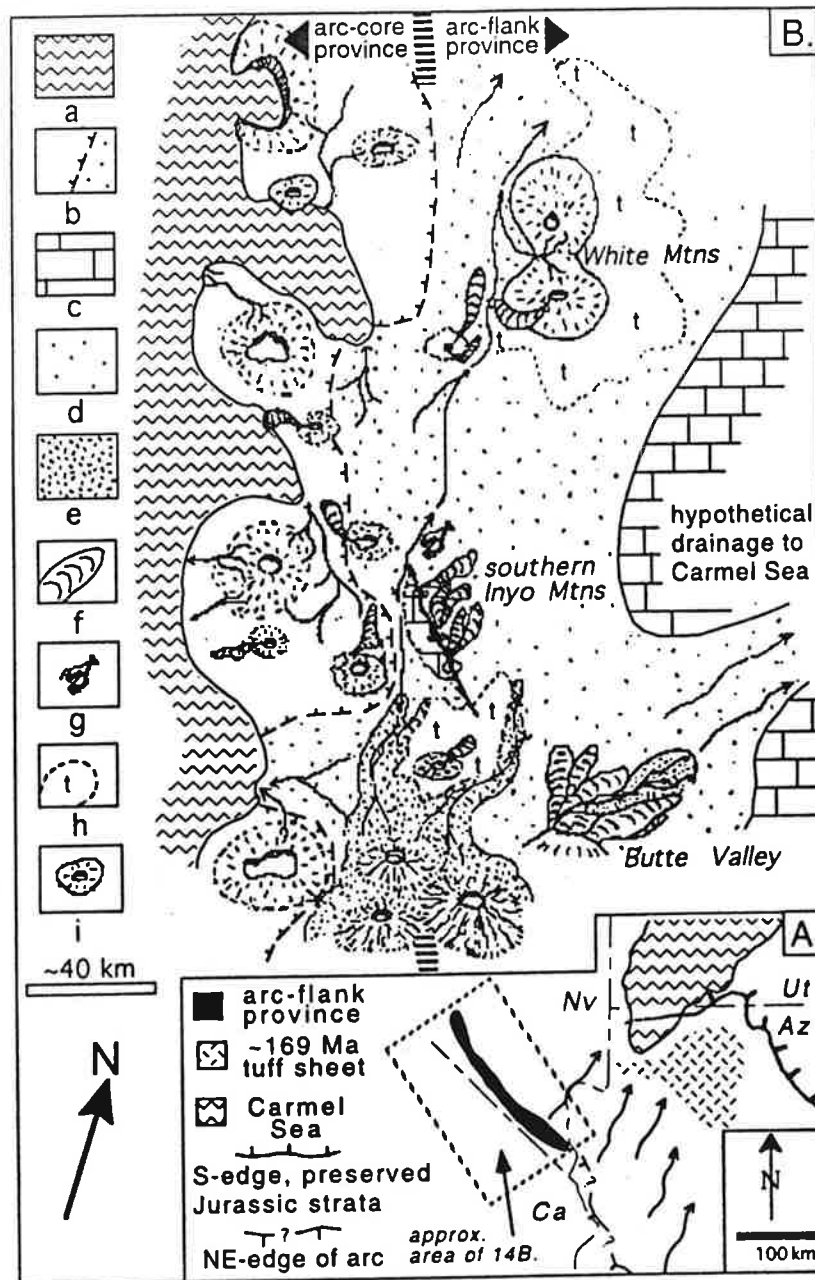 arc-core
province
arc-flank
province
B.
a
b
c
d
e
f
g
t
h
i
~40 km
N
t
t
t
t
t
t
White Mtns
t
hypothetical
drainage to
Carmel Sea
southern
Inyo Mtns
t
t
Butte Valley
A
arc-flank
province
~169 Ma
tuff sheet
Carmel
Sea
S-edge, preserved
Jurassic strata
?
NE-edge of arc
approx.
area of 14B.
Nv
Ut
Az
Ca
N
100 km